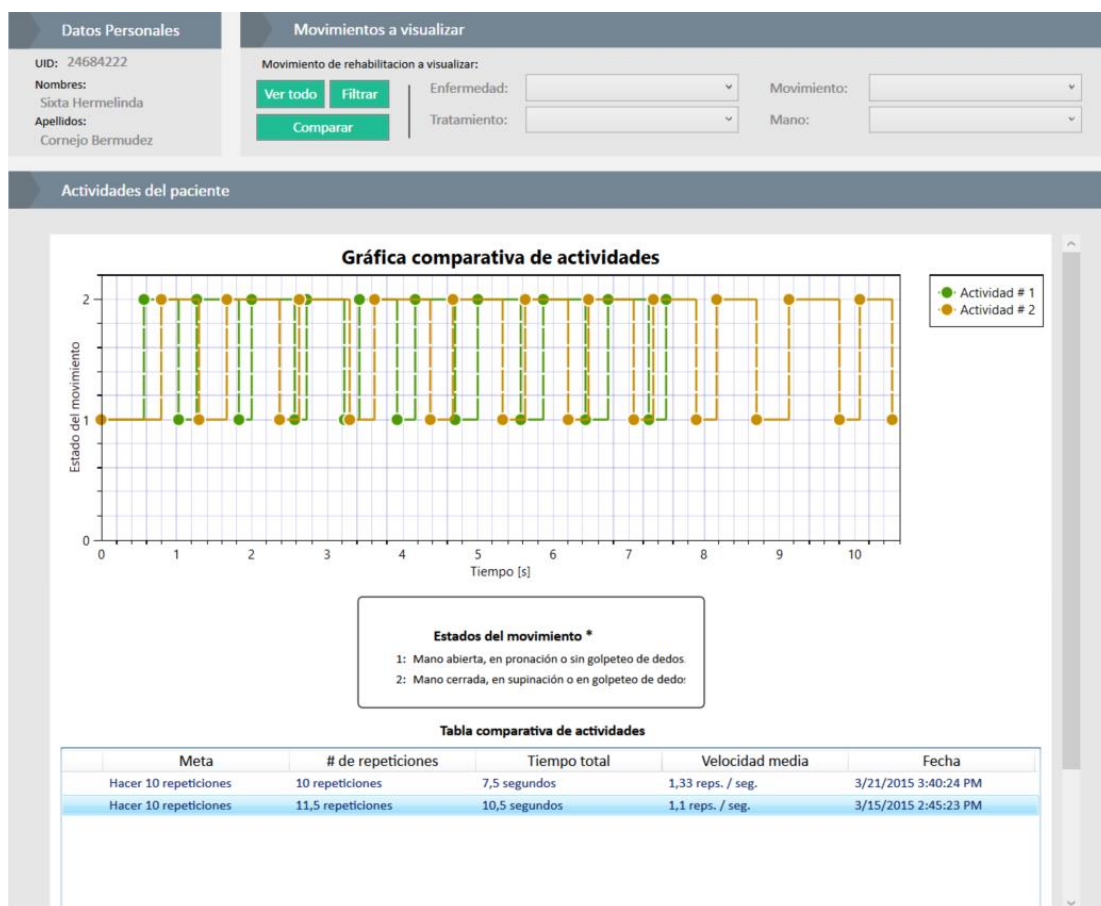 Datos Personales
UID: 24684222
Nombres:
Sixta Hermelinda
Apellidos:
Cornejo Bermudez
Movimientos a visualizar
Movimiento de rehabilitacion a visualizar:
Ver todo Filtrar
Comparar
Enfermedad:
Tratamiento:
Movimiento:
Mano:
Actividades del paciente
Gráfica comparativa de actividades
Actividad # 1
Actividad # 2
Estado del movimiento
2
1
0
0 1 2 3 4 5 6 7 8 9 10
Tiempo [s]
Estados del movimiento *
1: Mano abierta, en pronación o sin golpeteo de dedos
2: Mano cerrada, en supinación o en golpeteo de dedo
Tabla comparativa de actividades
Meta # de repeticiones Tiempo total Velocidad media Fecha
Hacer 10 repeticiones 10 repeticiones 7,5 segundos 1,33 reps. / seg. 3/21/2015 3:40:24 PM
Hacer 10 repeticiones 11,5 repeticiones 10,5 segundos 1,1 reps. / seg. 3/15/2015 2:45:23 PM